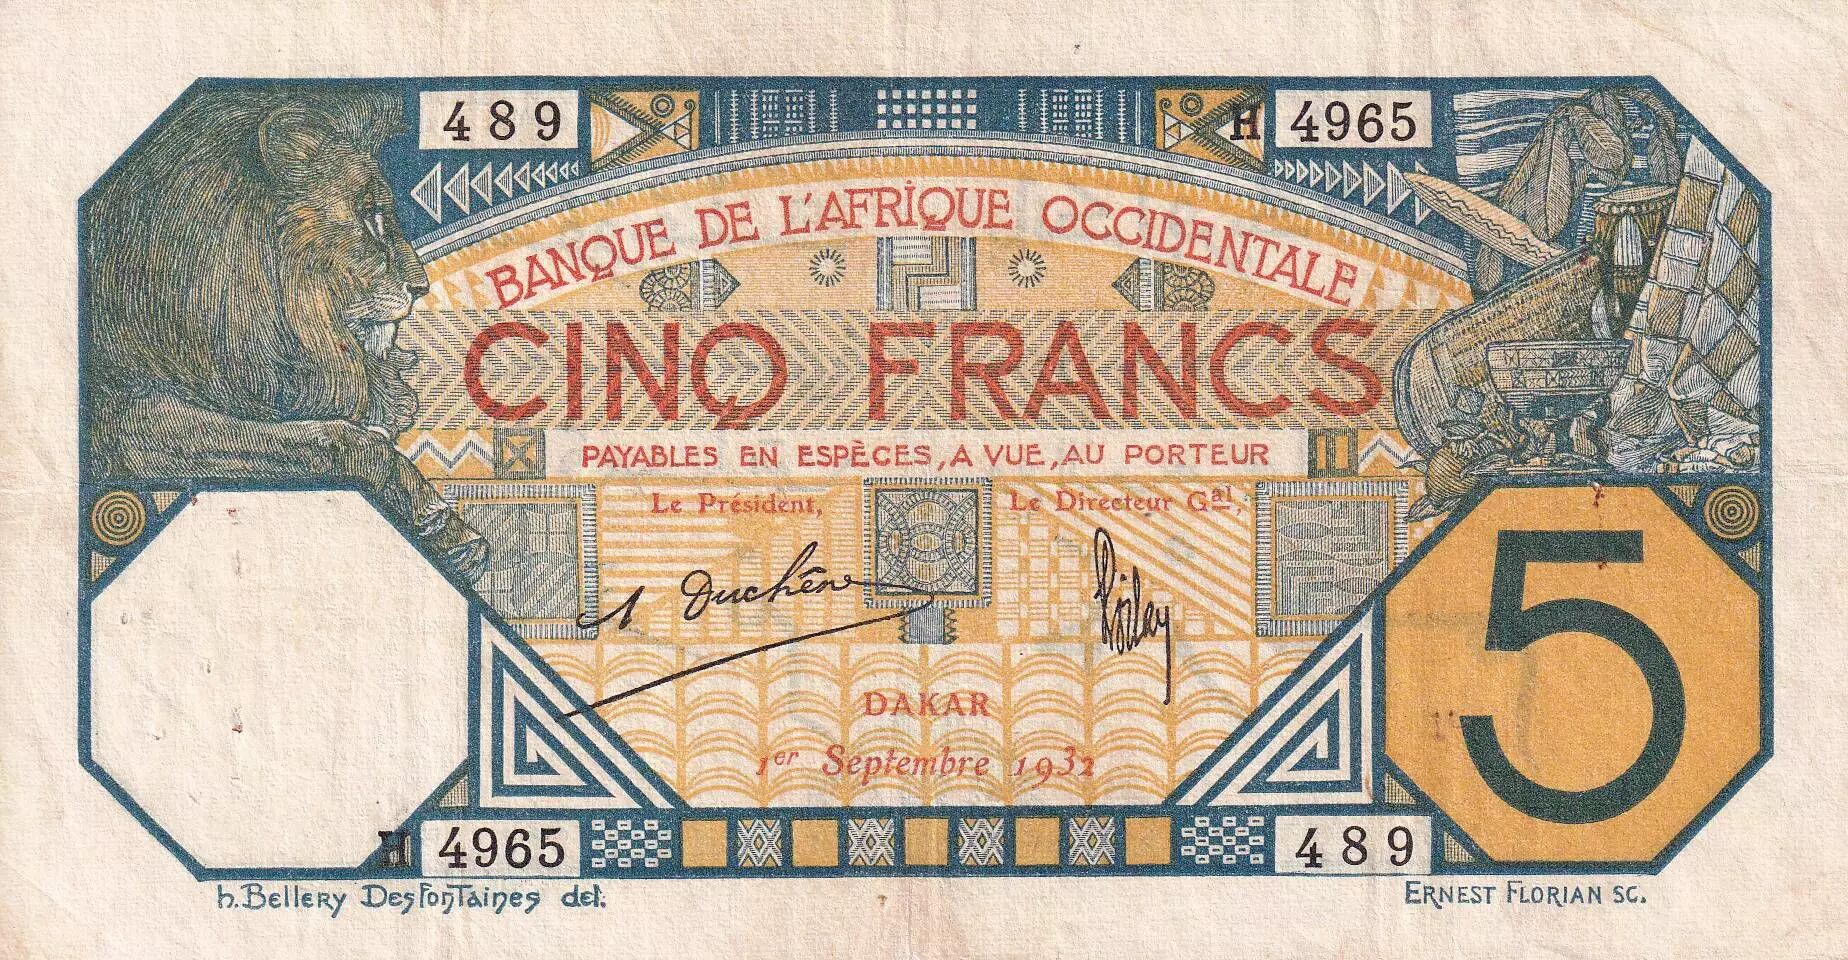 489
H 4965
BANQUE DE L'AFRIQUE OCCIDENTALE
CINQ FRANCS
PAYABLES EN ESPÈCES, A VUE, AU PORTEUR
Le Président,
Le Directeur Gal,
A Duchêne
DAKAR
1er Septembre 1932
5
H 4965
489
h. Bellery Desfontaines del.
ERNEST FLORIAN SC.